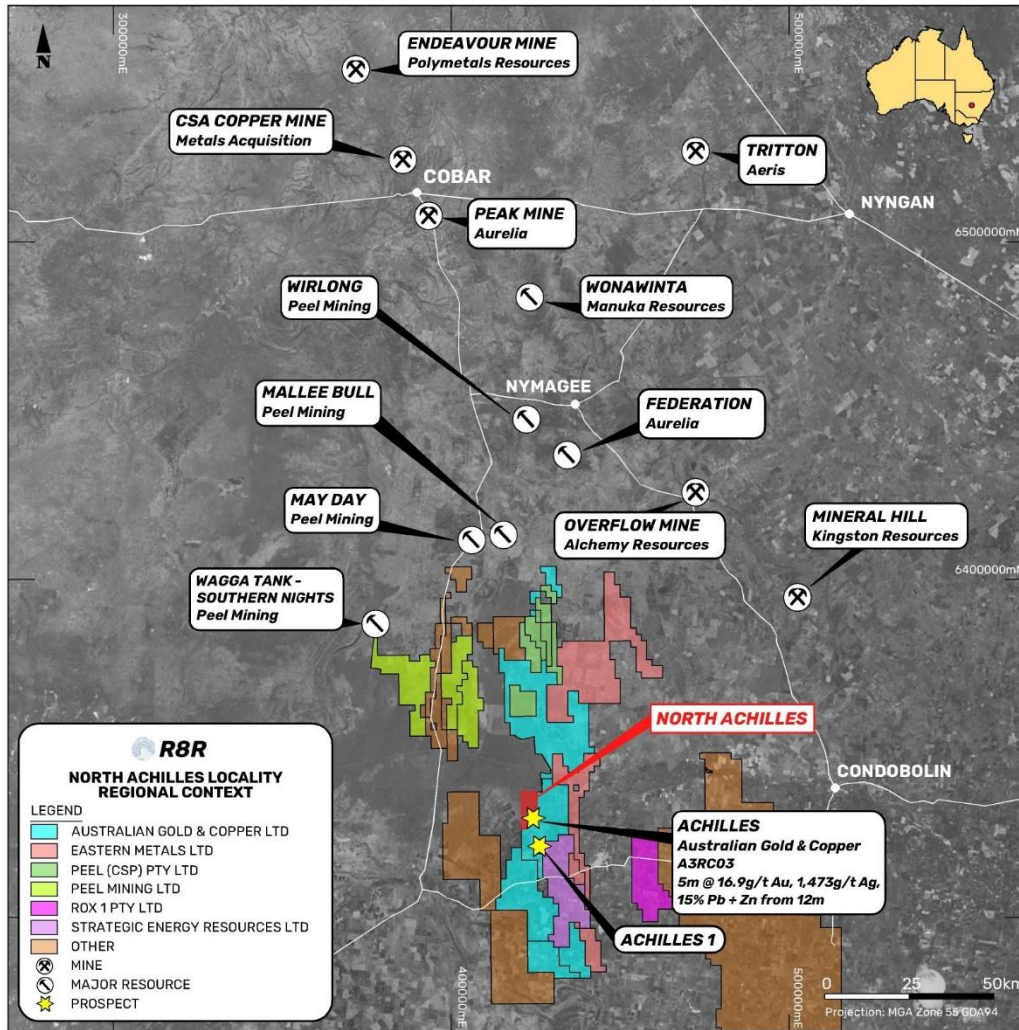 300000mE
500000mE
N
ENDEAVOUR MINE
Polymetals Resources
CSA COPPER MINE
Metals Acquisition
TRITTON
Aeris
COBAR
NYNGAN
PEAK MINE
Aurelia
6500000mN
WIRLONG
Peel Mining
WONAWINTA
Manuka Resources
NYMAGEE
MALLEE BULL
Peel Mining
FEDERATION
Aurelia
MAY DAY
Peel Mining
OVERFLOW MINE
Alchemy Resources
MINERAL HILL
Kingston Resources
6400000mN
WAGGA TANK -
SOUTHERN NIGHTS
Peel Mining
NORTH ACHILLES
CONDOBOLIN
ACHILLES
Australian Gold & Copper
A3RC03
5m @ 16.9g/t Au, 1,473g/t Ag,
15% Pb + Zn from 12m
ACHILLES 1
R8R
NORTH ACHILLES LOCALITY
REGIONAL CONTEXT
LEGEND
AUSTRALIAN GOLD & COPPER LTD
EASTERN METALS LTD
PEEL (CSP) PTY LTD
PEEL MINING LTD
ROX 1 PTY LTD
STRATEGIC ENERGY RESOURCES LTD
OTHER
MINE
MAJOR RESOURCE
PROSPECT
400000mE
500000mE
0 25 50km
Projection: MGA Zone 55 GDA94